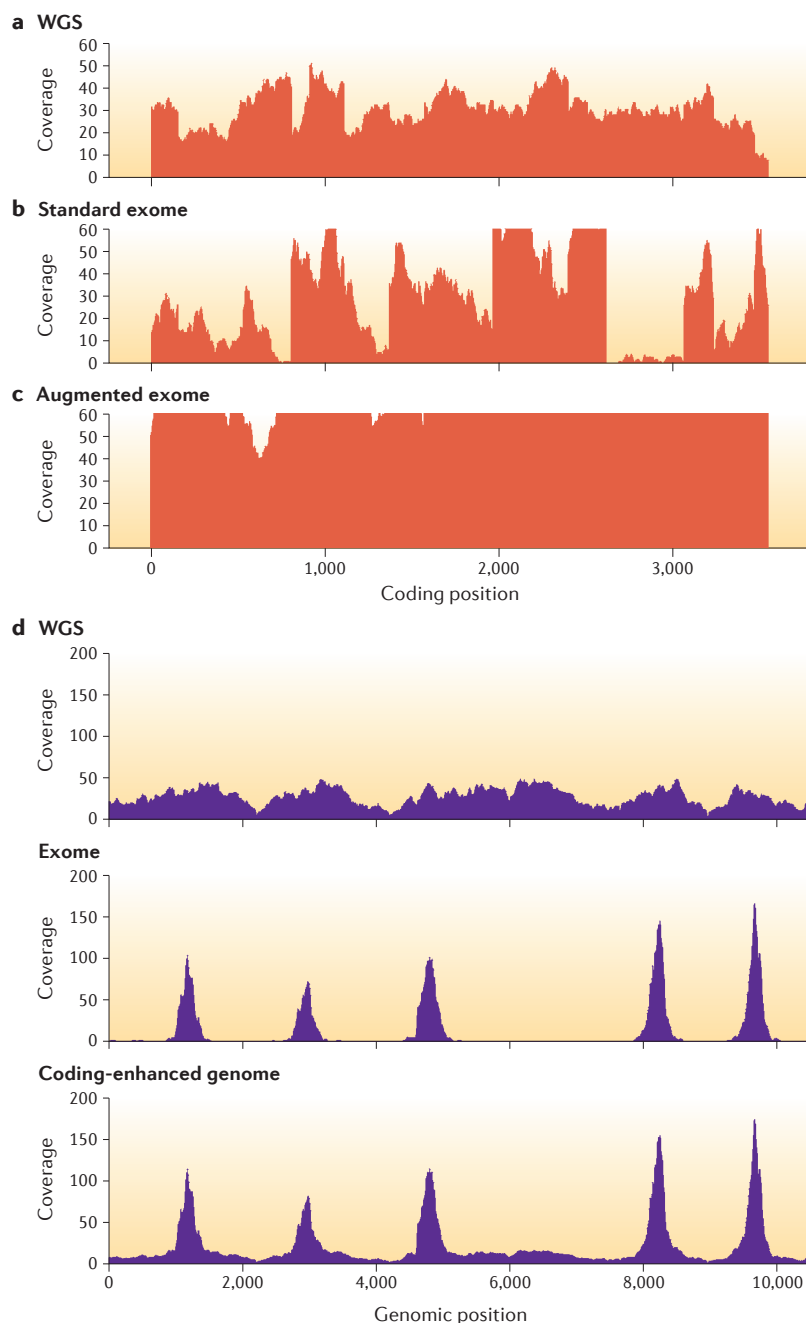 a WGS
60
50
40
30
20
10
0
Coverage
b Standard exome
60
50
40
30
20
10
0
Coverage
c Augmented exome
60
50
40
30
20
10
0
Coverage
0 1,000 2,000 3,000
Coding position
d WGS
200
150
100
50
0
Coverage
Exome
200
150
100
50
0
Coverage
Coding-enhanced genome
200
150
100
50
0
Coverage
0 2,000 4,000 6,000 8,000 10,000
Genomic position